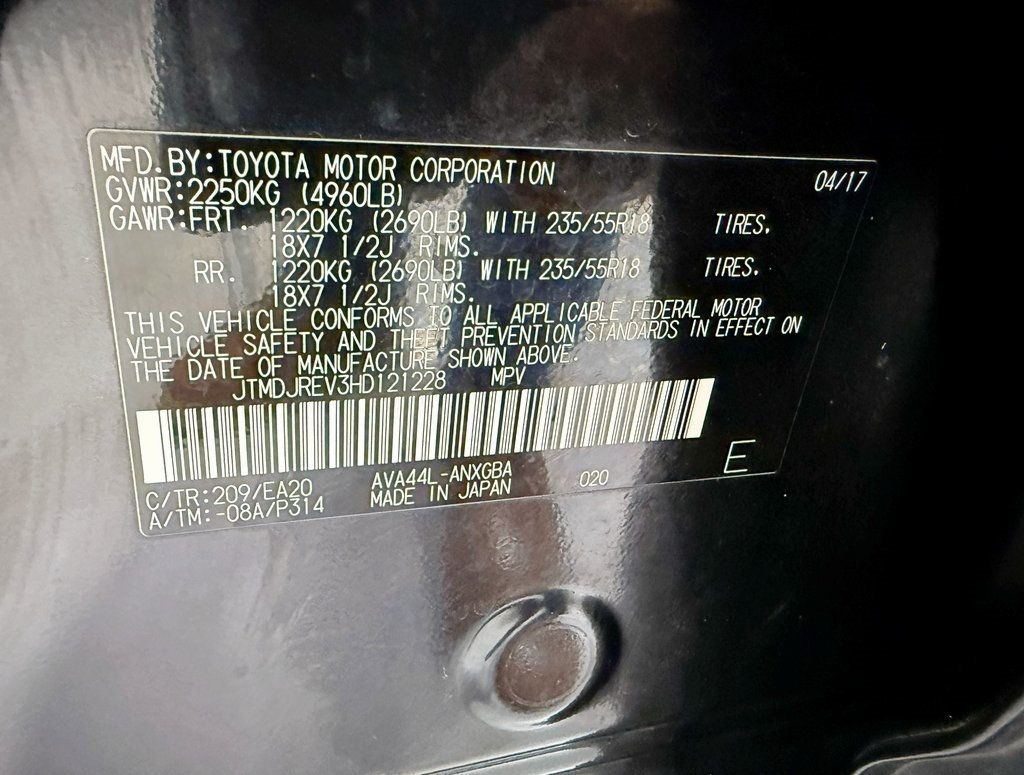 MFD.BY:TOYOTA MOTOR CORPORATION 04/17
GVWR:2250KG (4960LB)
GAWR:FRT. 1220KG (2690LB) WITH 235/55R18 TIRES.
18X7 1/2J RIMS.
RR. 1220KG (2690LB) WITH 235/55R18 TIRES.
18X7 1/2J RIMS.
THIS VEHICLE CONFORMS TO ALL APPLICABLE FEDERAL MOTOR
VEHICLE SAFETY AND THEFT PREVENTION STANDARDS IN EFFECT ON
THE DATE OF MANUFACTURE SHOWN ABOVE.
JTMDJREV3HD121228 MPV
E
C/TR:209/EA20 AVA44L-ANXGBA 020
A/TM:-08A/P314 MADE IN JAPAN